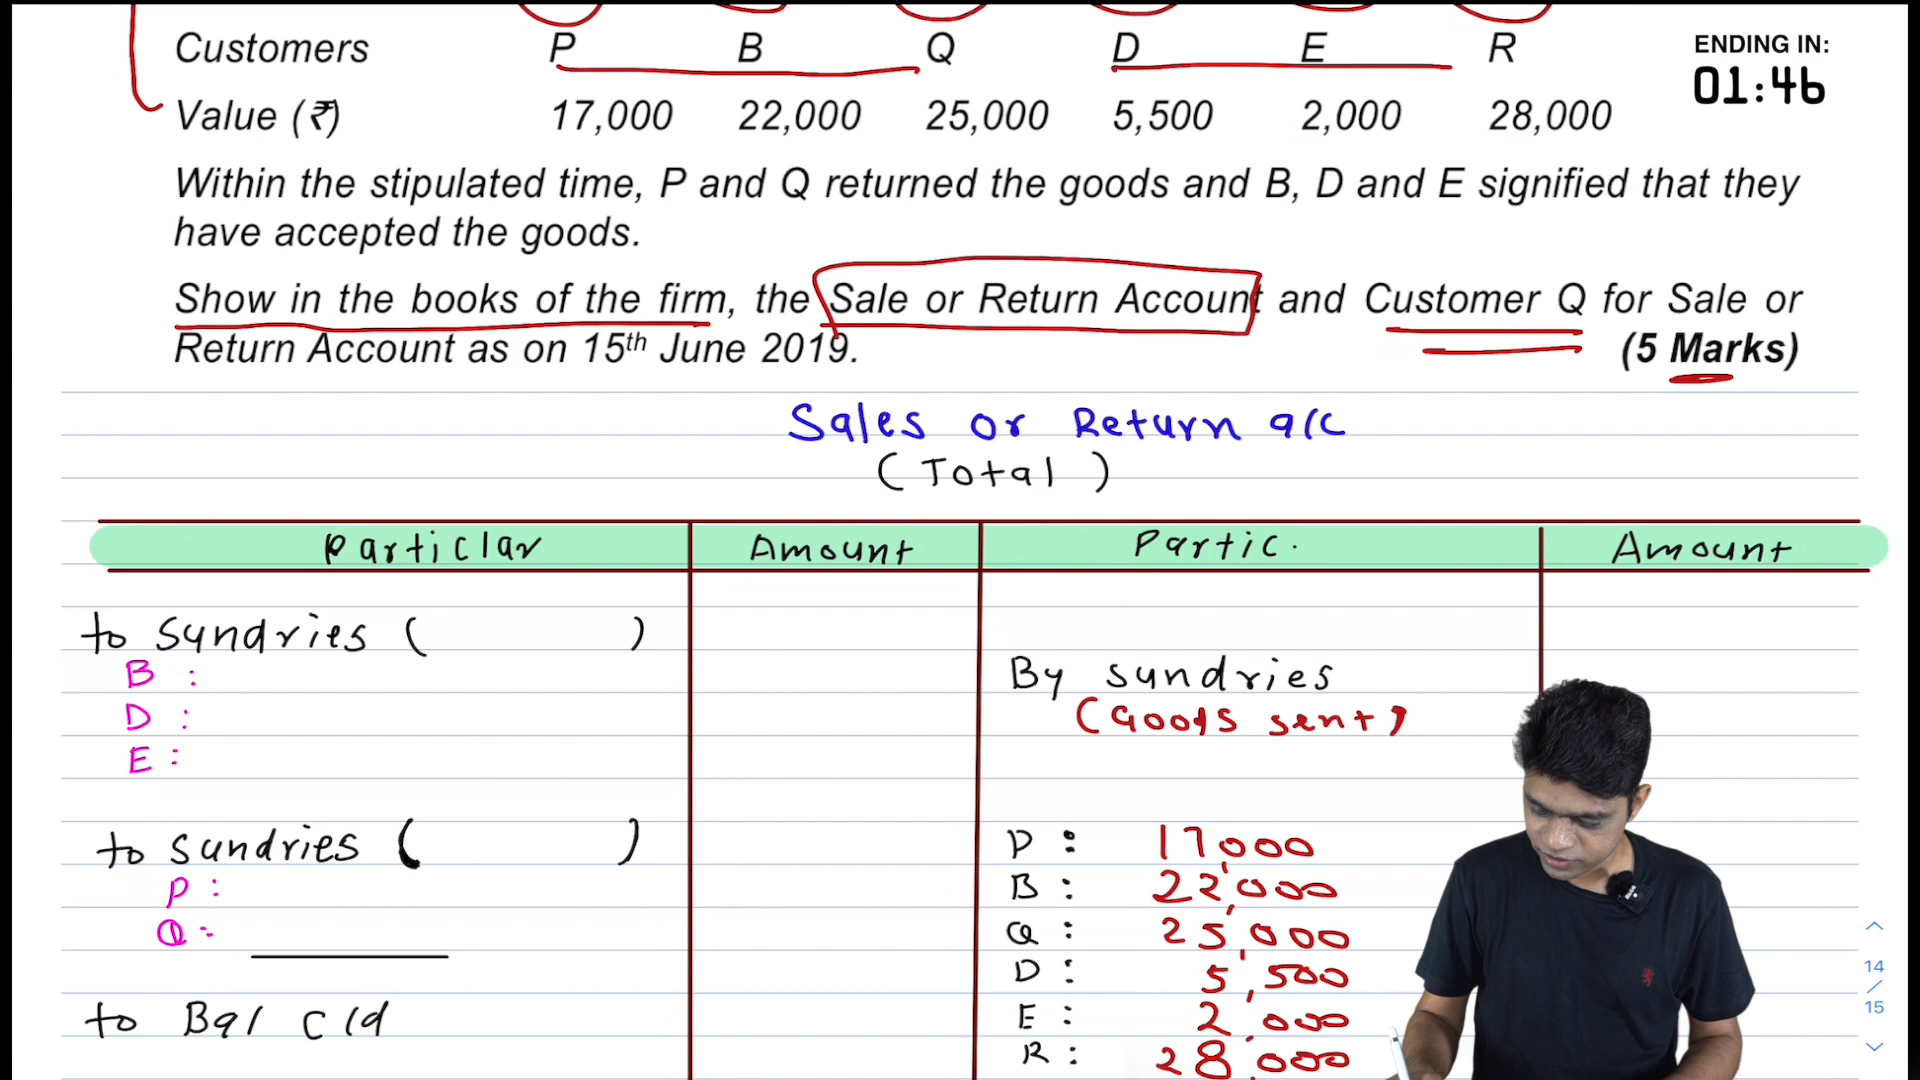 ENDING IN:
01:46
Customers P B Q D E R
Value (₹) 17,000 22,000 25,000 5,500 2,000 28,000
Within the stipulated time, P and Q returned the goods and B, D and E signified that they
have accepted the goods.
Show in the books of the firm, the Sale or Return Account and Customer Q for Sale or
Return Account as on 15th June 2019. (5 Marks)
Sales or Return a/c
(Total)
Particlar Amount Partic. Amount
to Sundries ( )
B :
D :
E :
to sundries ( )
P :
Q :
to Bal c/d
By sundries
(Goods sent)
P : 17,000
B : 22,000
Q : 25,000
D : 5,500
E : 2,000
R : 28,000
14
/
15